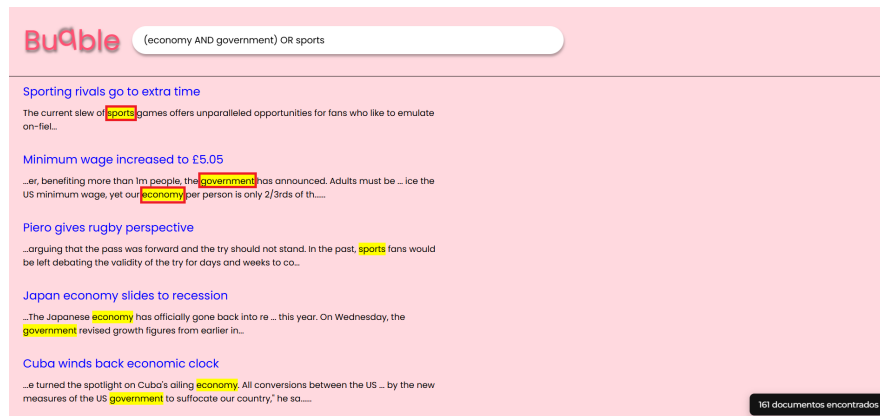 Buqble
(economy AND government) OR sports
Sporting rivals go to extra time
The current slew of sports games offers unparalleled opportunities for fans who like to emulate
on-fiel...
Minimum wage increased to £5.05
...er, benefiting more than 1m people, the government has announced. Adults must be ... ice the
US minimum wage, yet our economy per person is only 2/3rds of th......
Piero gives rugby perspective
...arguing that the pass was forward and the try should not stand. In the past, sports fans would
be left debating the validity of the try for days and weeks to co...
Japan economy slides to recession
...The Japanese economy has officially gone back into re ... this year. On Wednesday, the
government revised growth figures from earlier in...
Cuba winds back economic clock
...e turned the spotlight on Cuba's ailing economy. All conversions between the US ... by the new
measures of the US government to suffocate our country," he sa......
161 documentos encontrados